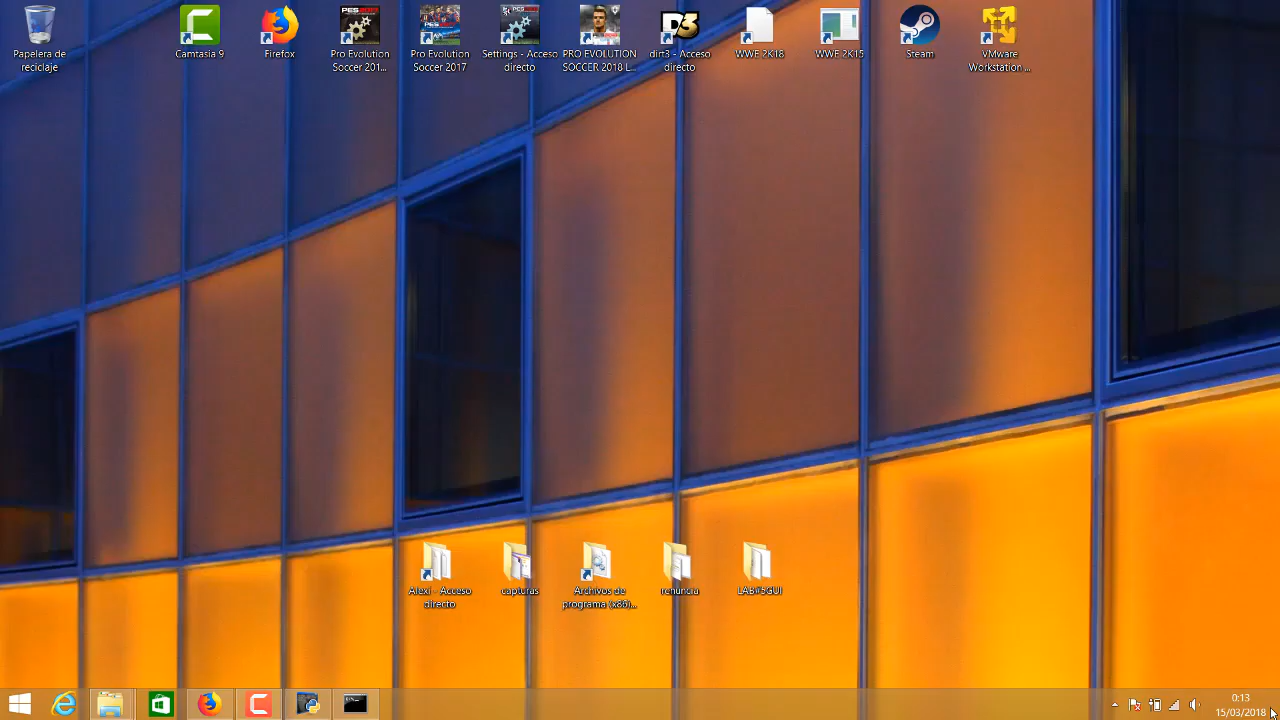 Papelera de
reciclaje
Camtasia 9
Firefox
Pro Evolution
Soccer 201...
Pro Evolution
Soccer 2017
Settings - Acceso
directo
PRO EVOLUTION
SOCCER 2018 L...
dirt3 - Acceso
directo
WWE 2K18
WWE 2K15
Steam
VMware
Workstation ...
Alexi - Acceso
directo
capturas
Archivos de
programa (x86)...
renuncia
LAB#5GUI
0:13
15/03/2018